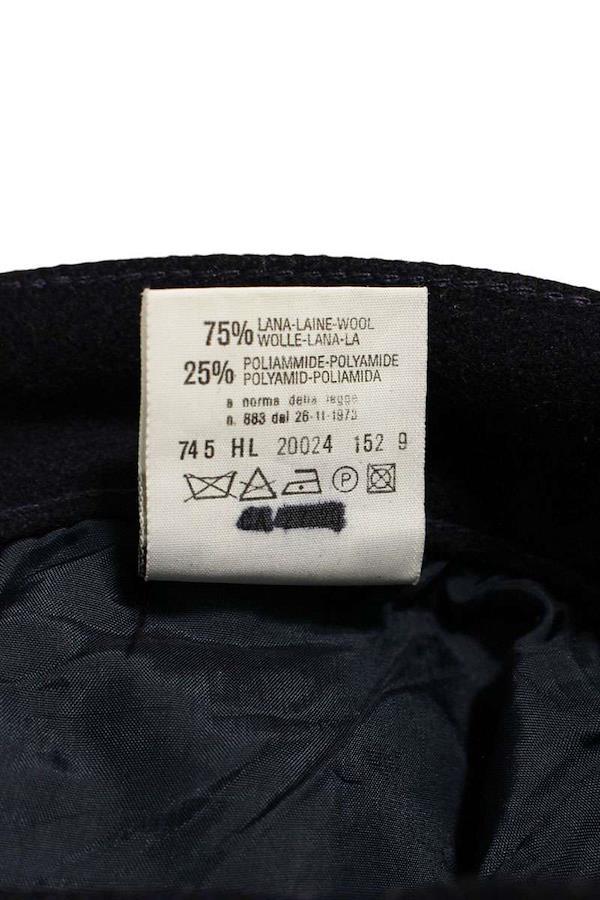 75% LANA-LAINE-WOOL
WOLLE-LANA-LA
25% POLIAMMIDE-POLYAMIDE
POLYAMID-POLIAMIDA
a norma della legge
n. 883 del 26-11-1973
745 HL 20024 152 9
P